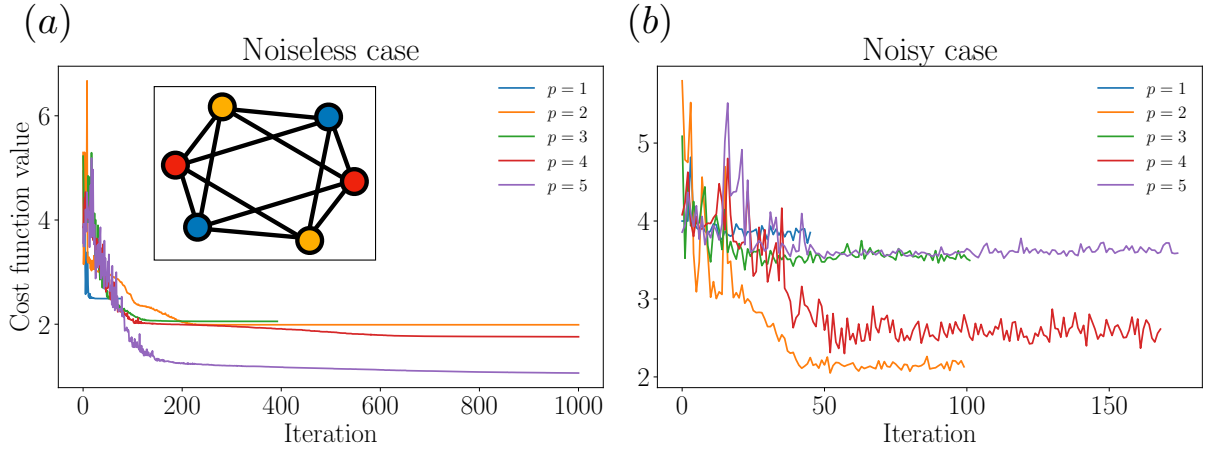 (a)
Noiseless case
Cost function value
6
4
2
0
200
400
600
800
1000
Iteration
p = 1
p = 2
p = 3
p = 4
p = 5
(b)
Noisy case
5
4
3
2
0
50
100
150
Iteration
p = 1
p = 2
p = 3
p = 4
p = 5